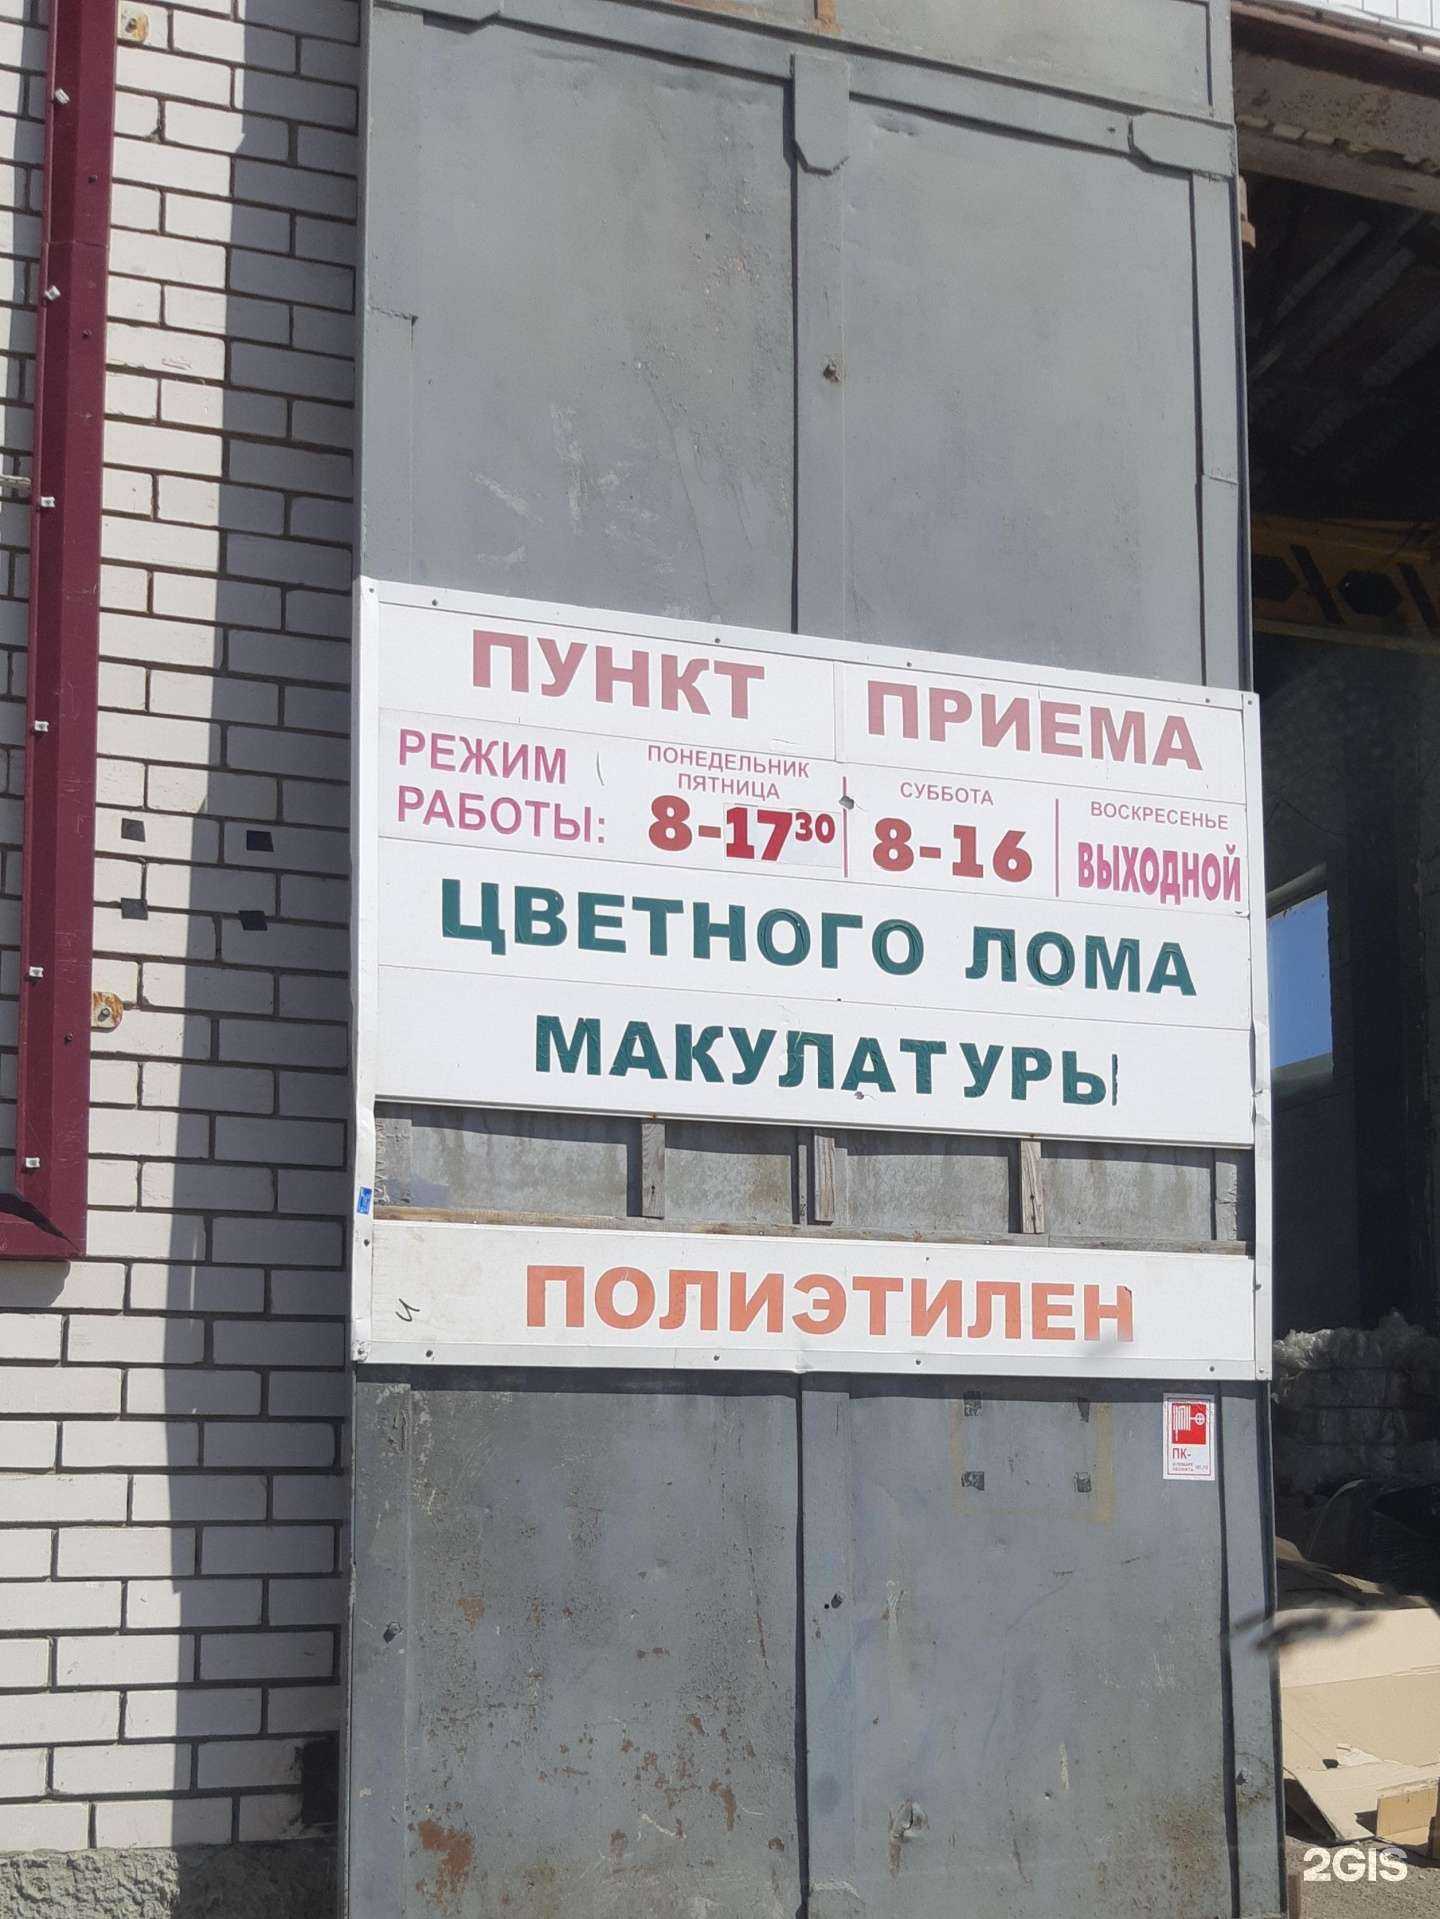 ПУНКТ ПРИЕМА
РЕЖИМ РАБОТЫ:
ПОНЕДЕЛЬНИК ПЯТНИЦА
8-17 30
СУББОТА
8-16
ВОСКРЕСЕНЬЕ
ВЫХОДНОЙ
ЦВЕТНОГО ЛОМА
МАКУЛАТУРЫ
и
ПОЛИЭТИЛЕН
ПК-
2GIS